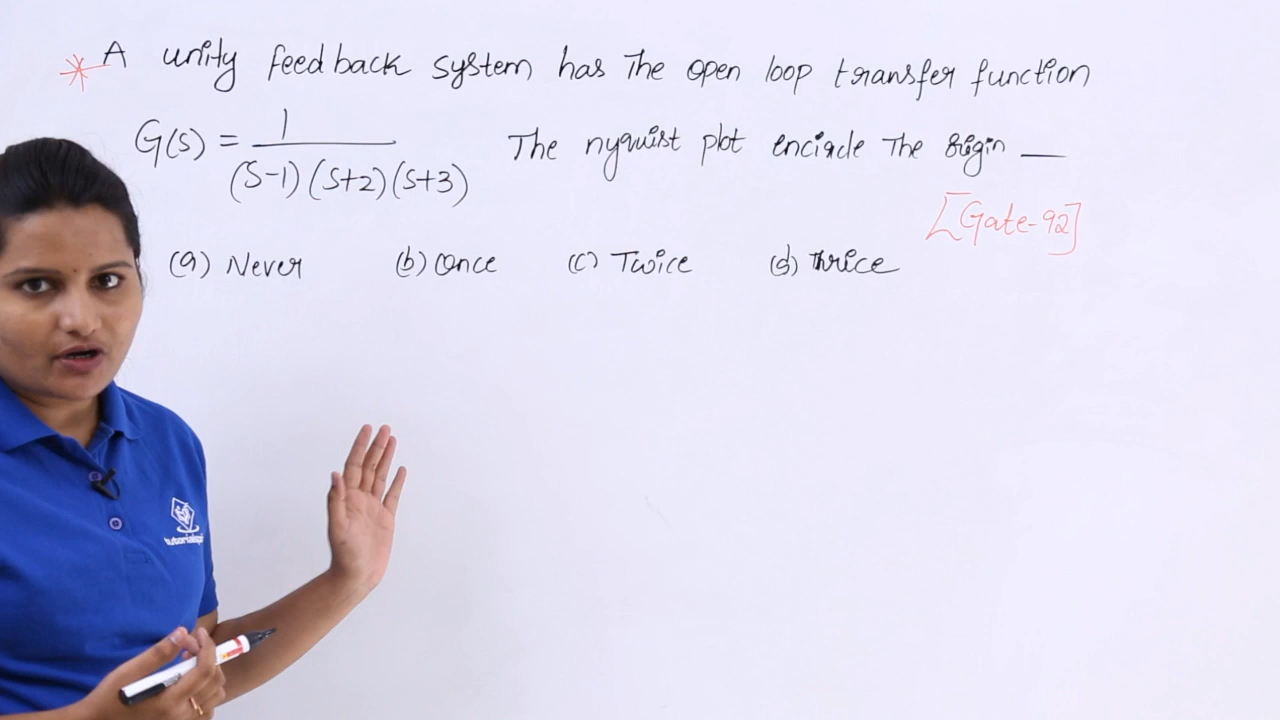 * A unity feedback system has the open loop transfer function
G(s) = 1 / (S-1)(S+2)(S+3) The nyquist plot encircle the origin __
[Gate-92]
(a) Never (b) Once (c) Twice (d) Thrice